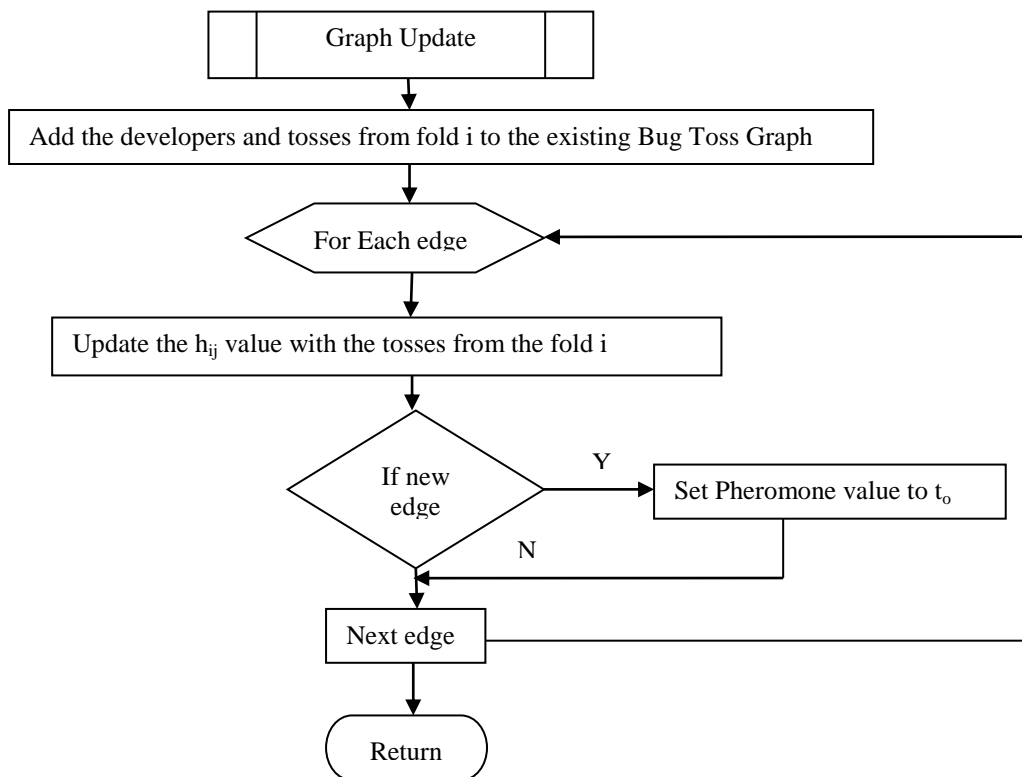 Graph Update
Add the developers and tosses from fold i to the existing Bug Toss Graph
For Each edge
Update the hij value with the tosses from the fold i
If new
edge
Y
Set Pheromone value to to
N
Next edge
Return